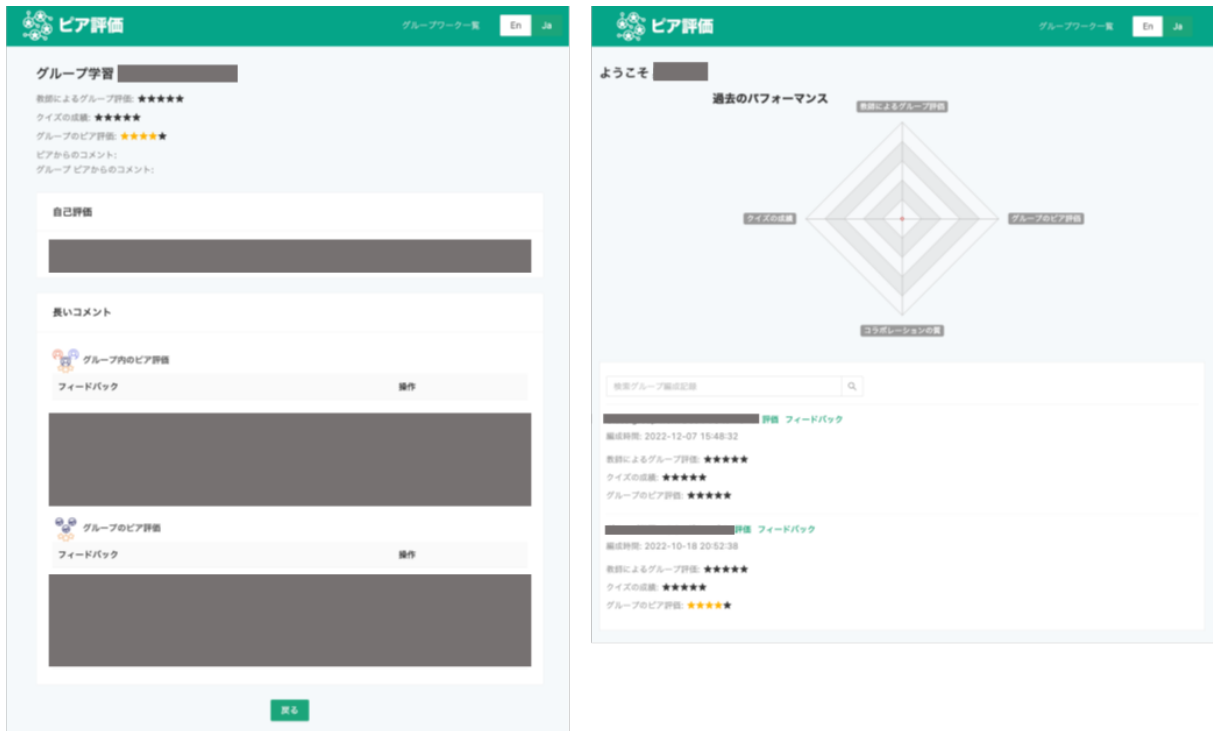 ピア評価
グループワーク一覧 En Ja
グループ学習
教師によるグループ評価: ★★★★★
クイズの成績: ★★★★★
グループのピア評価: ★★★★★
ピアからのコメント:
グループ ピアからのコメント:
自己評価
長いコメント
グループ内のピア評価
フィードバック 操作
グループのピア評価
フィードバック 操作
戻る
ピア評価
グループワーク一覧 En Ja
ようこそ
過去のパフォーマンス
教師によるグループ評価
クイズの成績
グループのピア評価
コラボレーションの質
検索グループ編成記録
評価 フィードバック
編成時間: 2022-12-07 15:48:32
教師によるグループ評価: ★★★★★
クイズの成績: ★★★★★
グループのピア評価: ★★★★★
評価 フィードバック
編成時間: 2022-10-18 20:52:38
教師によるグループ評価: ★★★★★
クイズの成績: ★★★★★
グループのピア評価: ★★★★★